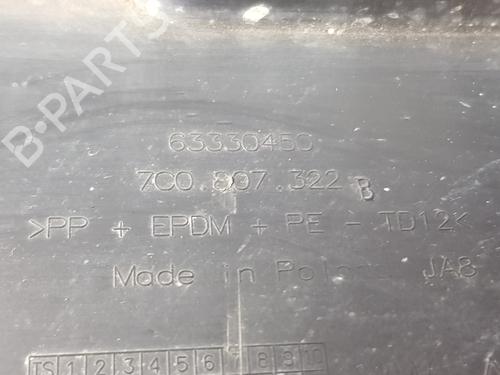 B-PARTS
63330450
7C0.807.322 B
>PP + EPDM + PE - TD12<
Made in Poland JA8
TS 1 2 3 4 5 6 7 8 9 10